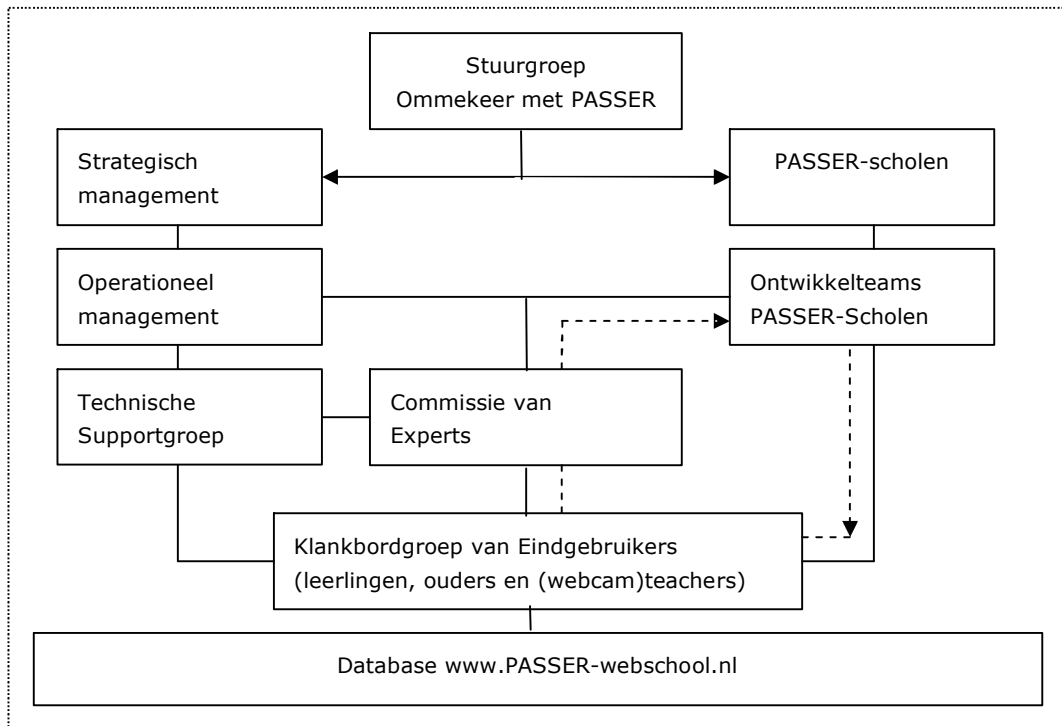 Stuurgroep
Ommekeer met PASSER
Strategisch
management
PASSER-scholen
Operationeel
management
Ontwikkelteams
PASSER-Scholen
Technische
Supportgroep
Commissie van
Experts
Klankbordgroep van Eindgebruikers
(leerlingen, ouders en (webcam)teachers)
Database www.PASSER-webschool.nl